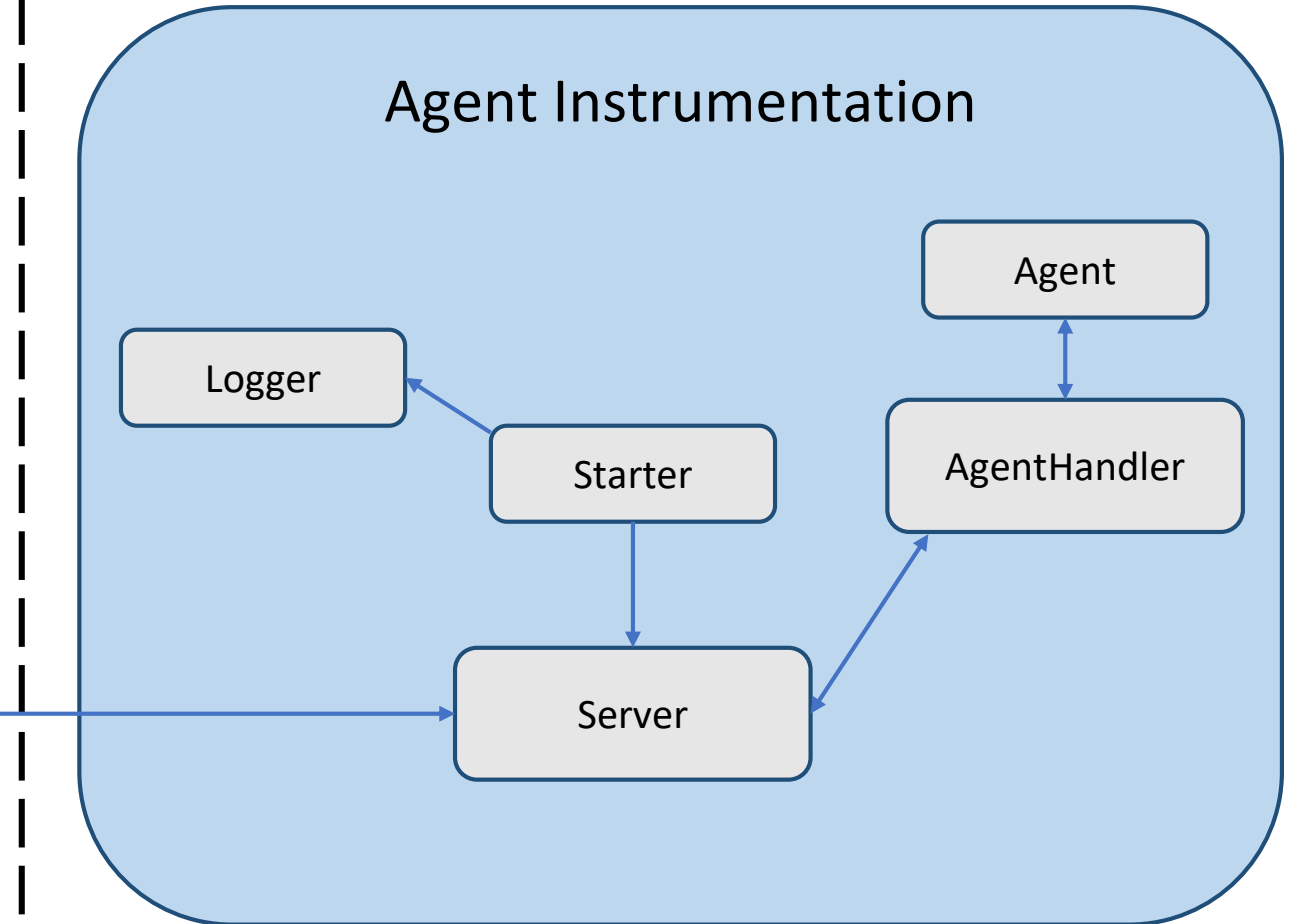 Agent Instrumentation
Agent
Logger
AgentHandler
Starter
Server